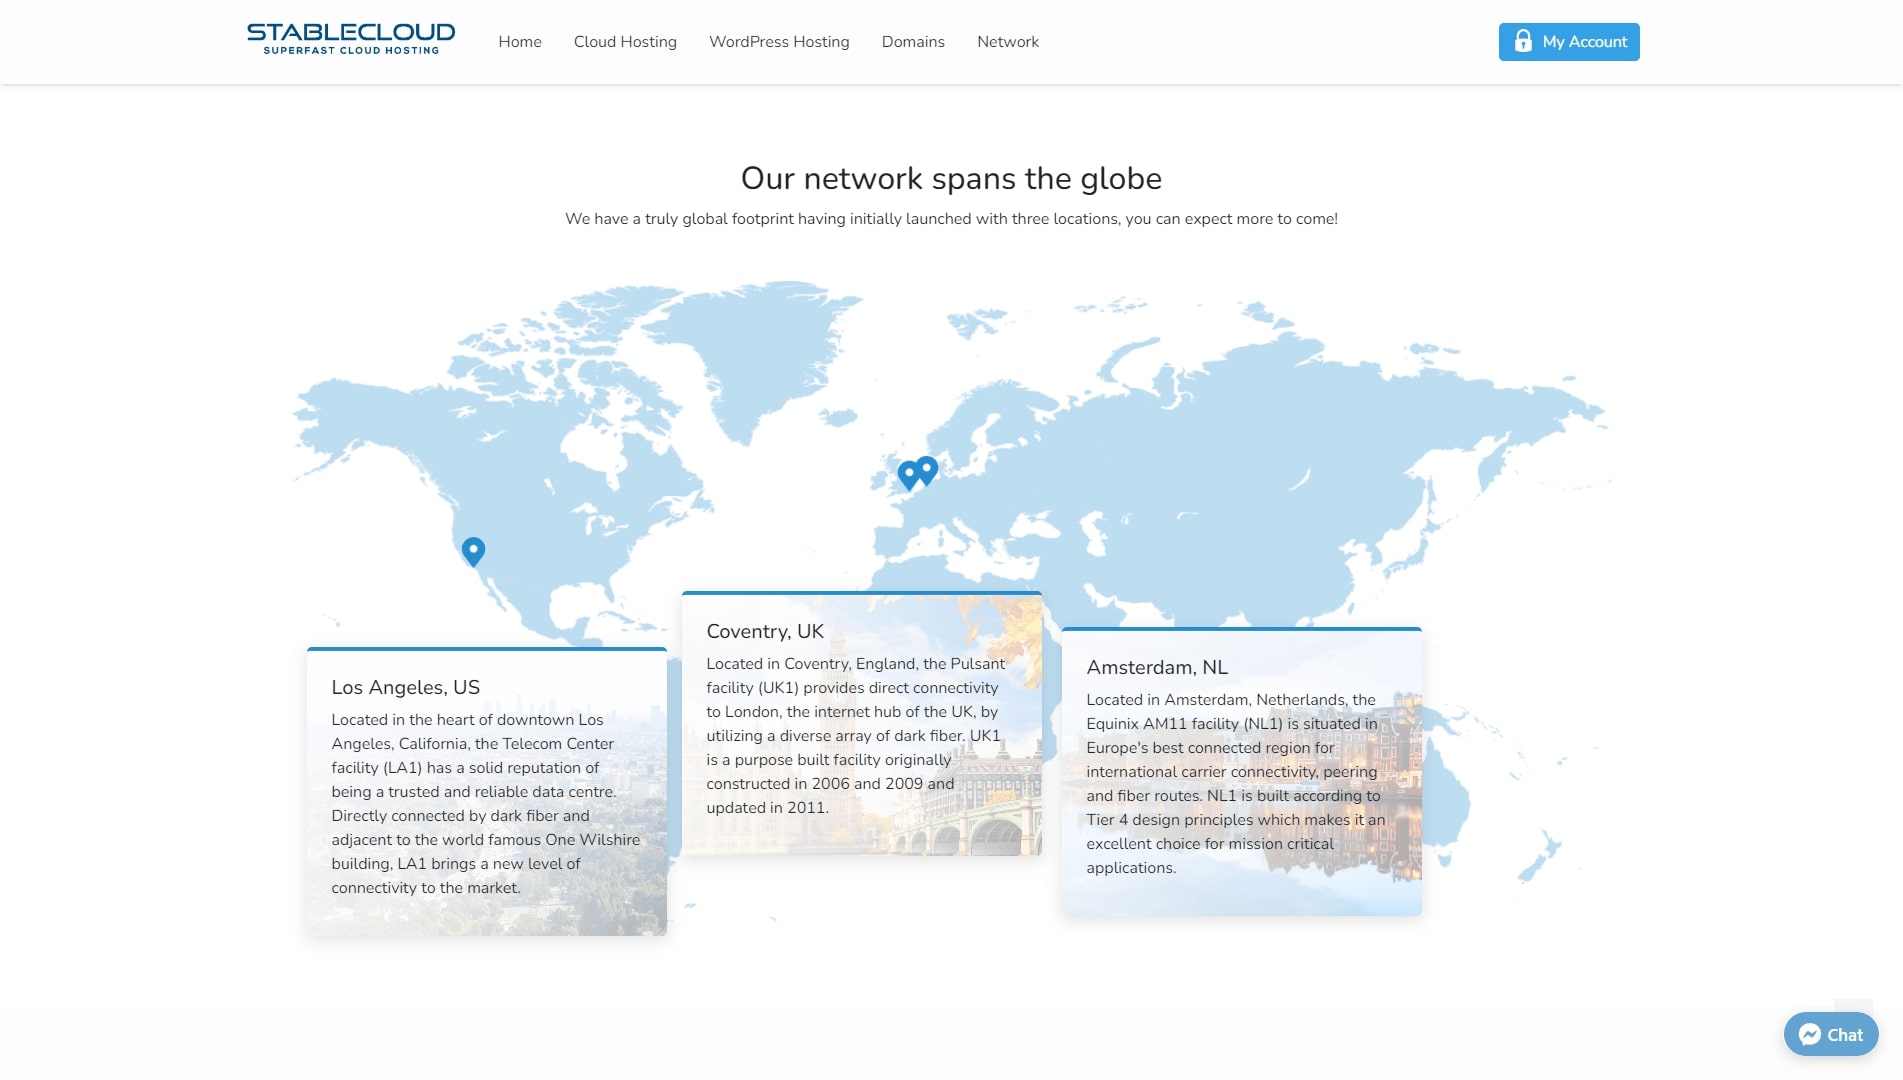 STABLECLOUD
SUPERFAST CLOUD HOSTING
Home
Cloud Hosting
WordPress Hosting
Domains
Network
My Account
Our network spans the globe
We have a truly global footprint having initially launched with three locations, you can expect more to come!
Los Angeles, US
Located in the heart of downtown Los
Angeles, California, the Telecom Center
facility (LA1) has a solid reputation of
being a trusted and reliable data centre.
Directly connected by dark fiber and
adjacent to the world famous One Wilshire
building, LA1 brings a new level of
connectivity to the market.
Coventry, UK
Located in Coventry, England, the Pulsant
facility (UK1) provides direct connectivity
to London, the internet hub of the UK, by
utilizing a diverse array of dark fiber. UK1
is a purpose built facility originally
constructed in 2006 and 2009 and
updated in 2011.
Amsterdam, NL
Located in Amsterdam, Netherlands, the
Equinix AM11 facility (NL1) is situated in
Europe's best connected region for
international carrier connectivity, peering
and fiber routes. NL1 is built according to
Tier 4 design principles which makes it an
excellent choice for mission critical
applications.
Chat